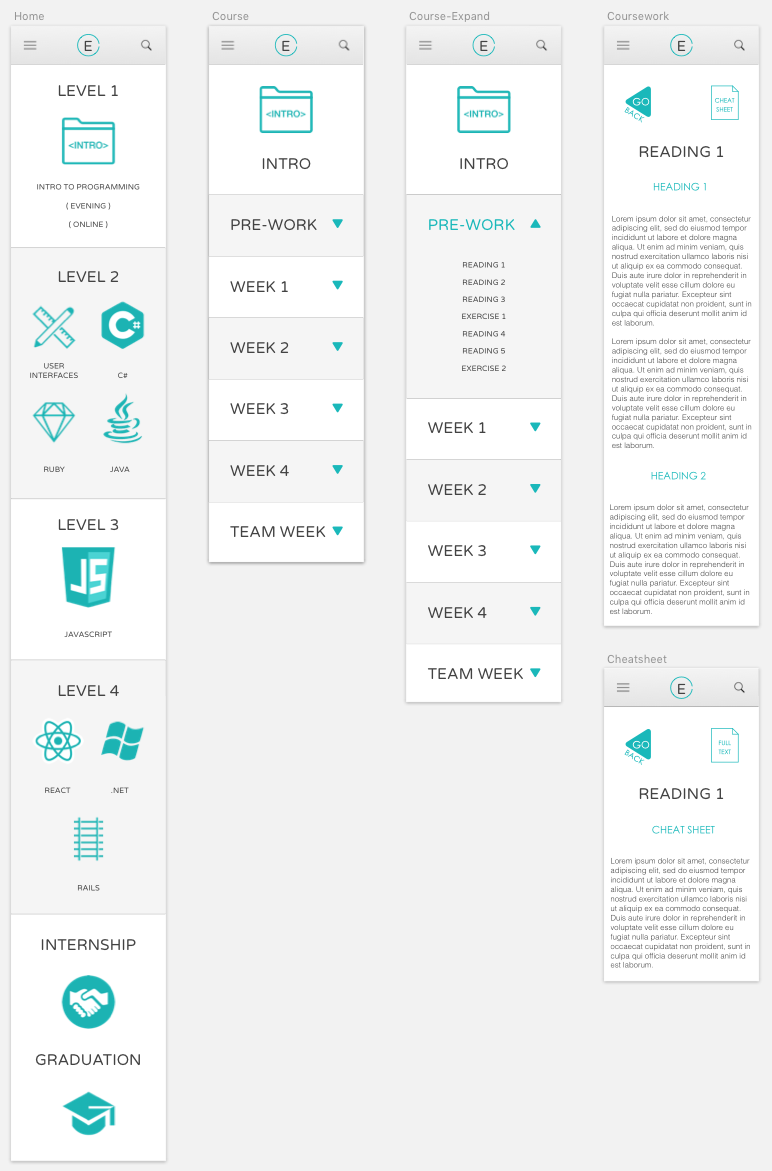 Home
E
LEVEL 1
<INTRO>
INTRO TO PROGRAMMING
( EVENING )
( ONLINE )
LEVEL 2
USER
INTERFACES
C#
C#
RUBY
JAVA
LEVEL 3
JS
JAVASCRIPT
LEVEL 4
REACT
.NET
RAILS
INTERNSHIP
GRADUATION
Course
E
<INTRO>
INTRO
PRE-WORK
WEEK 1
WEEK 2
WEEK 3
WEEK 4
TEAM WEEK
Course-Expand
E
<INTRO>
INTRO
PRE-WORK
READING 1
READING 2
READING 3
EXERCISE 1
READING 4
READING 5
EXERCISE 2
WEEK 1
WEEK 2
WEEK 3
WEEK 4
TEAM WEEK
Coursework
E
GO
BACK
CHEAT
SHEET
READING 1
HEADING 1
Lorem ipsum dolor sit amet, consectetur
adipiscing elit, sed do eiusmod tempor
incididunt ut labore et dolore magna
aliqua. Ut enim ad minim veniam, quis
nostrud exercitation ullamco laboris nisi
ut aliquip ex ea commodo consequat.
Duis aute irure dolor in reprehenderit in
voluptate velit esse cillum dolore eu
fugiat nulla pariatur. Excepteur sint
occaecat cupidatat non proident, sunt in
culpa qui officia deserunt mollit anim id
est laborum.
Lorem ipsum dolor sit amet, consectetur
adipiscing elit, sed do eiusmod tempor
incididunt ut labore et dolore magna
aliqua. Ut enim ad minim veniam, quis
nostrud exercitation ullamco laboris nisi
ut aliquip ex ea commodo consequat.
Duis aute irure dolor in reprehenderit in
voluptate velit esse cillum dolore eu
fugiat nulla pariatur. Excepteur sint
occaecat cupidatat non proident, sunt in
culpa qui officia deserunt mollit anim id
est laborum.
HEADING 2
Lorem ipsum dolor sit amet, consectetur
adipiscing elit, sed do eiusmod tempor
incididunt ut labore et dolore magna
aliqua. Ut enim ad minim veniam, quis
nostrud exercitation ullamco laboris nisi
ut aliquip ex ea commodo consequat.
Duis aute irure dolor in reprehenderit in
voluptate velit esse cillum dolore eu
fugiat nulla pariatur. Excepteur sint
occaecat cupidatat non proident, sunt in
culpa qui officia deserunt mollit anim id
est laborum.
Cheatsheet
E
GO
BACK
FULL
TEXT
READING 1
CHEAT SHEET
Lorem ipsum dolor sit amet, consectetur
adipiscing elit, sed do eiusmod tempor
incididunt ut labore et dolore magna
aliqua. Ut enim ad minim veniam, quis
nostrud exercitation ullamco laboris nisi
ut aliquip ex ea commodo consequat.
Duis aute irure dolor in reprehenderit in
voluptate velit esse cillum dolore eu
fugiat nulla pariatur. Excepteur sint
occaecat cupidatat non proident, sunt in
culpa qui officia deserunt mollit anim id
est laborum.